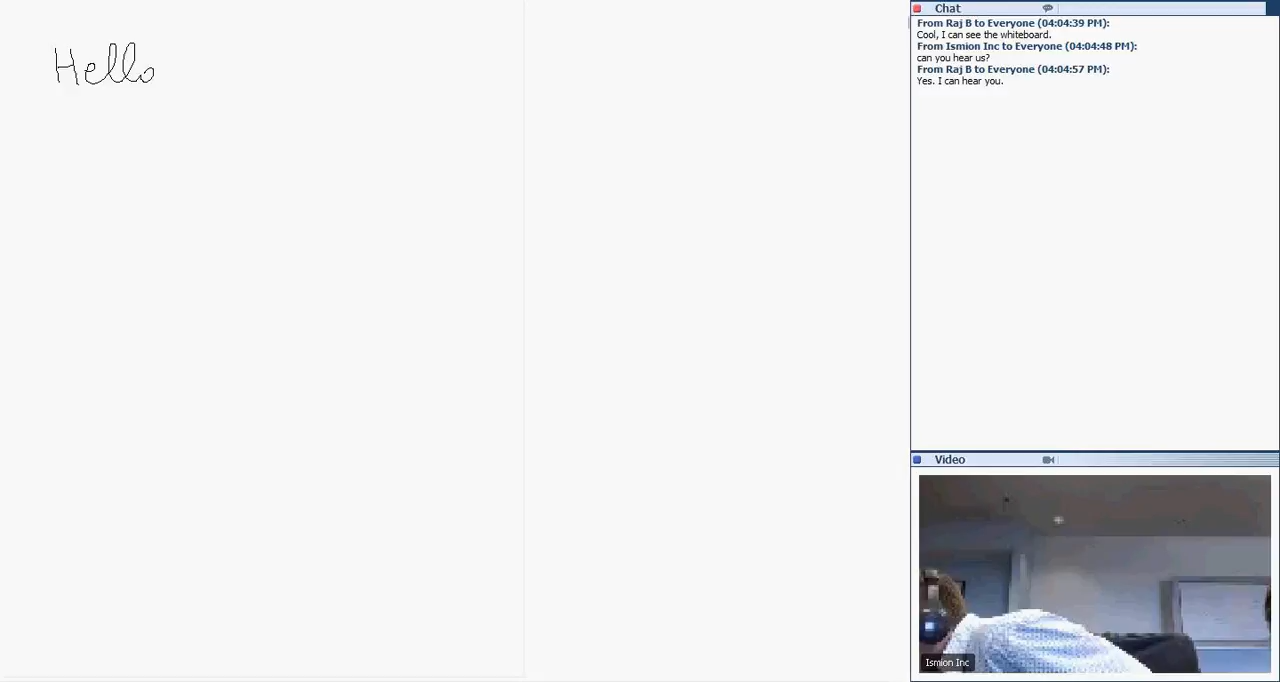 Hello
Chat
From Raj B to Everyone (04:04:39 PM):
Cool, I can see the whiteboard.
From Ismion Inc to Everyone (04:04:48 PM):
can you hear us?
From Raj B to Everyone (04:04:57 PM):
Yes. I can hear you.
Video
Ismion Inc